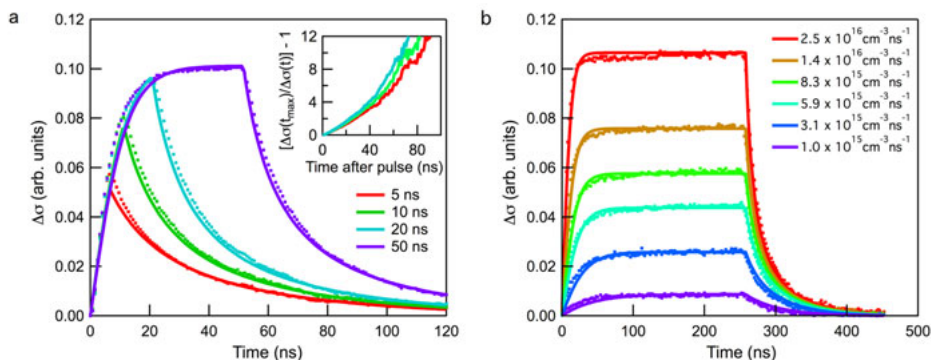 a
0.12
0.10
0.08
0.06
0.04
0.02
0.00
Δσ (arb. units)
0 20 40 60 80 100 120
Time (ns)
[Δσ(tmax)/Δσ(t)] - 1
12
8
4
0
0 40 80
Time after pulse (ns)
5 ns
10 ns
20 ns
50 ns
b
0.12
0.10
0.08
0.06
0.04
0.02
0.00
Δσ (arb. units)
0 100 200 300 400 500
Time (ns)
2.5 x 10¹⁶cm⁻³ns⁻¹
1.4 x 10¹⁶cm⁻³ns⁻¹
8.3 x 10¹⁵cm⁻³ns⁻¹
5.9 x 10¹⁵cm⁻³ns⁻¹
3.1 x 10¹⁵cm⁻³ns⁻¹
1.0 x 10¹⁵cm⁻³ns⁻¹